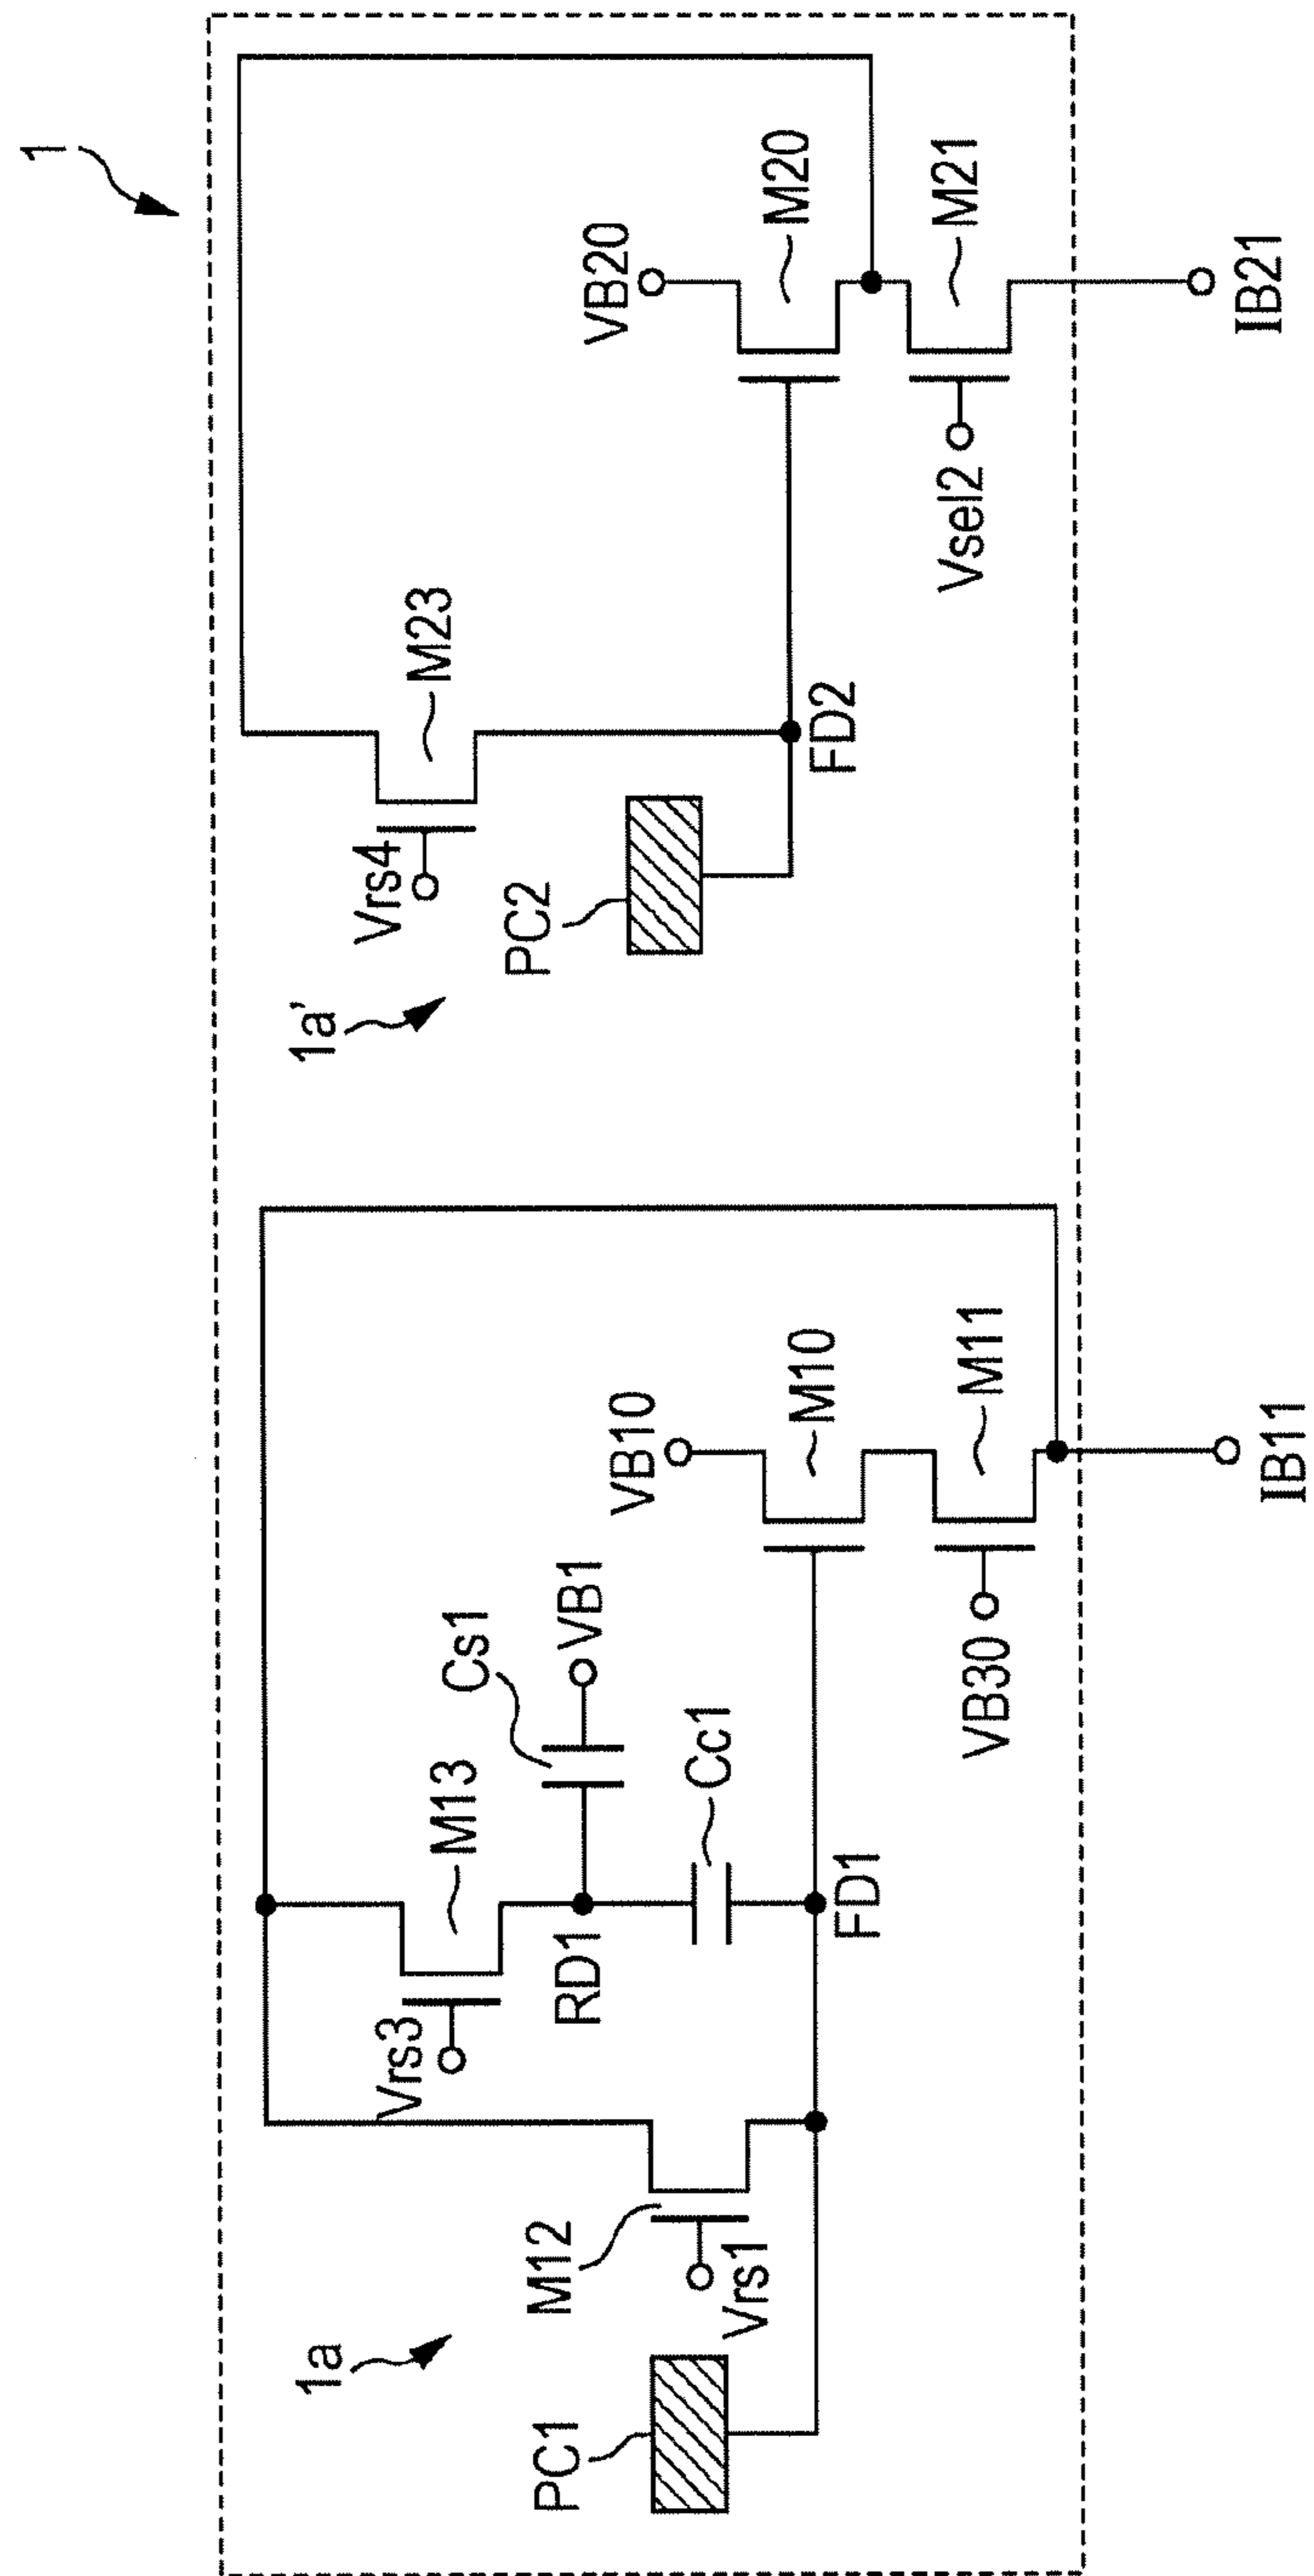 1
1a
1a'
PC1
M12
Vrs1
Vrs3
M13
RD1
Cs1
VB1
Cc1
FD1
VB10
M10
M11
VB30
IB11
PC2
Vrs4
M23
FD2
VB20
M20
M21
Vsel2
IB21